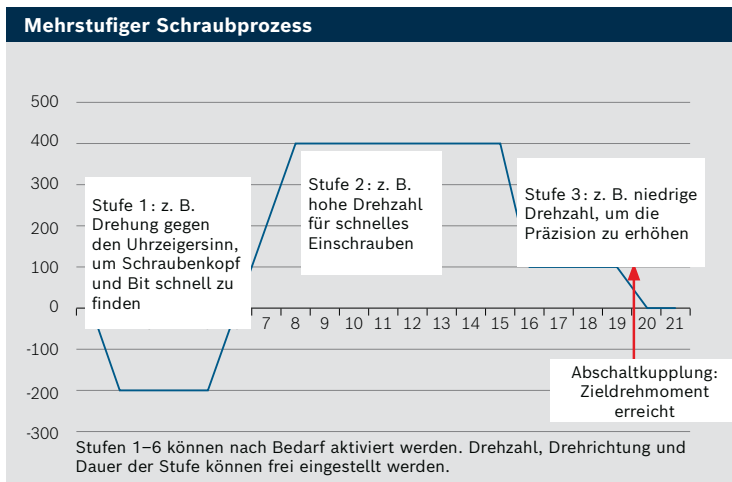 Mehrstufiger Schraubprozess
500
400
300
200
100
0
-100
-200
-300
Stufe 1: z. B.
Drehung gegen
den Uhrzeigersinn,
um Schraubenkopf
und Bit schnell zu
finden
Stufe 2: z. B.
hohe Drehzahl
für schnelles
Einschrauben
Stufe 3: z. B. niedrige
Drehzahl, um die
Präzision zu erhöhen
7 8 9 10 11 12 13 14 15 16 17 18 19 20 21
Abschaltkupplung:
Zieldrehmoment
erreicht
Stufen 1–6 können nach Bedarf aktiviert werden. Drehzahl, Drehrichtung und
Dauer der Stufe können frei eingestellt werden.